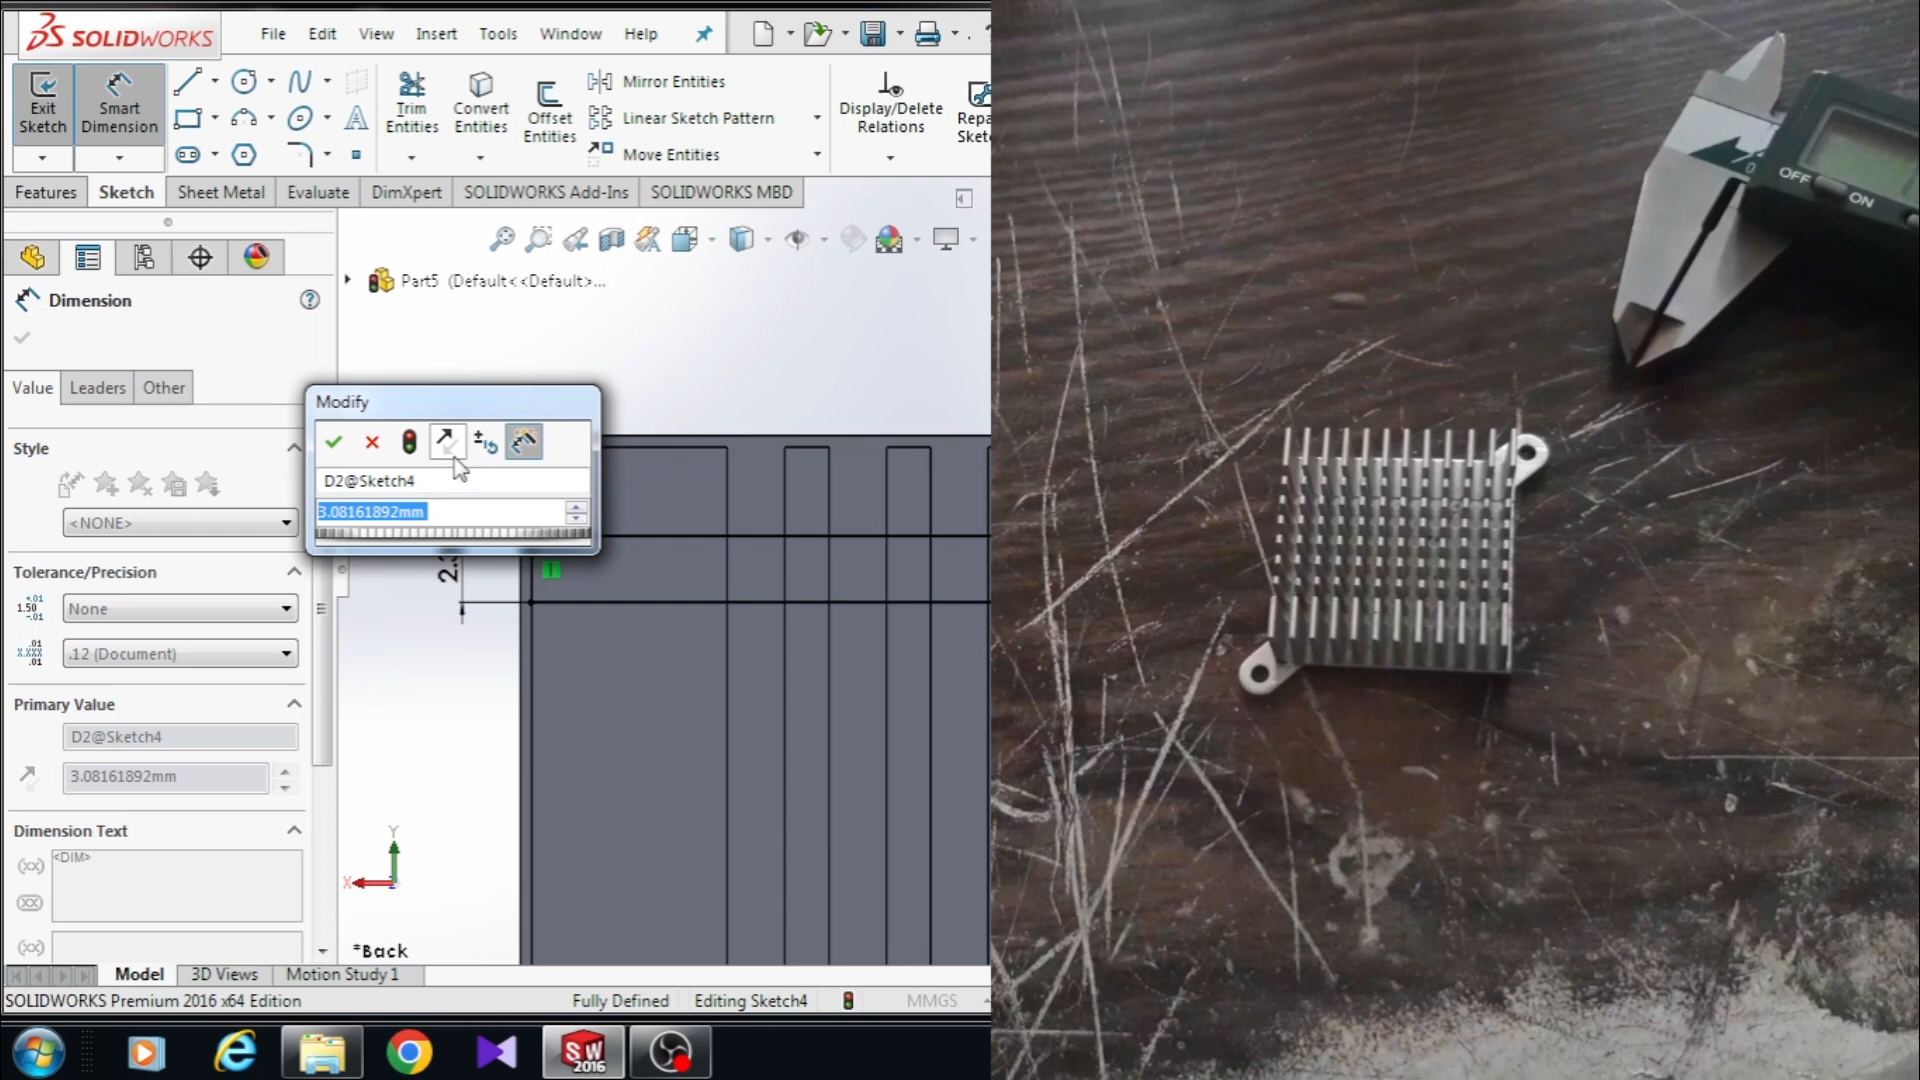 SOLIDWORKS
File Edit View Insert Tools Window Help
Exit Sketch
Smart Dimension
Trim Entities
Convert Entities
Offset Entities
Mirror Entities
Linear Sketch Pattern
Move Entities
Display/Delete Relations
Features Sketch Sheet Metal Evaluate DimXpert SOLIDWORKS Add-Ins SOLIDWORKS MBD
Part5 (Default<<Default>...
Dimension
Value Leaders Other
Modify
D2@Sketch4
3.08161892mm
Style
<NONE>
Tolerance/Precision
None
.12 (Document)
Primary Value
D2@Sketch4
3.08161892mm
Dimension Text
<DIM>
Y
X
*Back
Model 3D Views Motion Study 1
SOLIDWORKS Premium 2016 x64 Edition
Fully Defined Editing Sketch4 MMGS
SW 2016
OFF ON